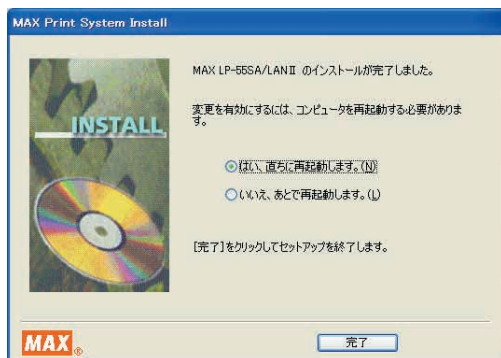 MAX Print System Install
MAX LP-55SA/LANⅡ のインストールが完了しました。
変更を有効にするには、コンピュータを再起動する必要がありま
す。
INSTALL
はい、直ちに再起動します。(N)
いいえ、あとで再起動します。(L)
[完了]をクリックしてセットアップを終了します。
MAX®
完了